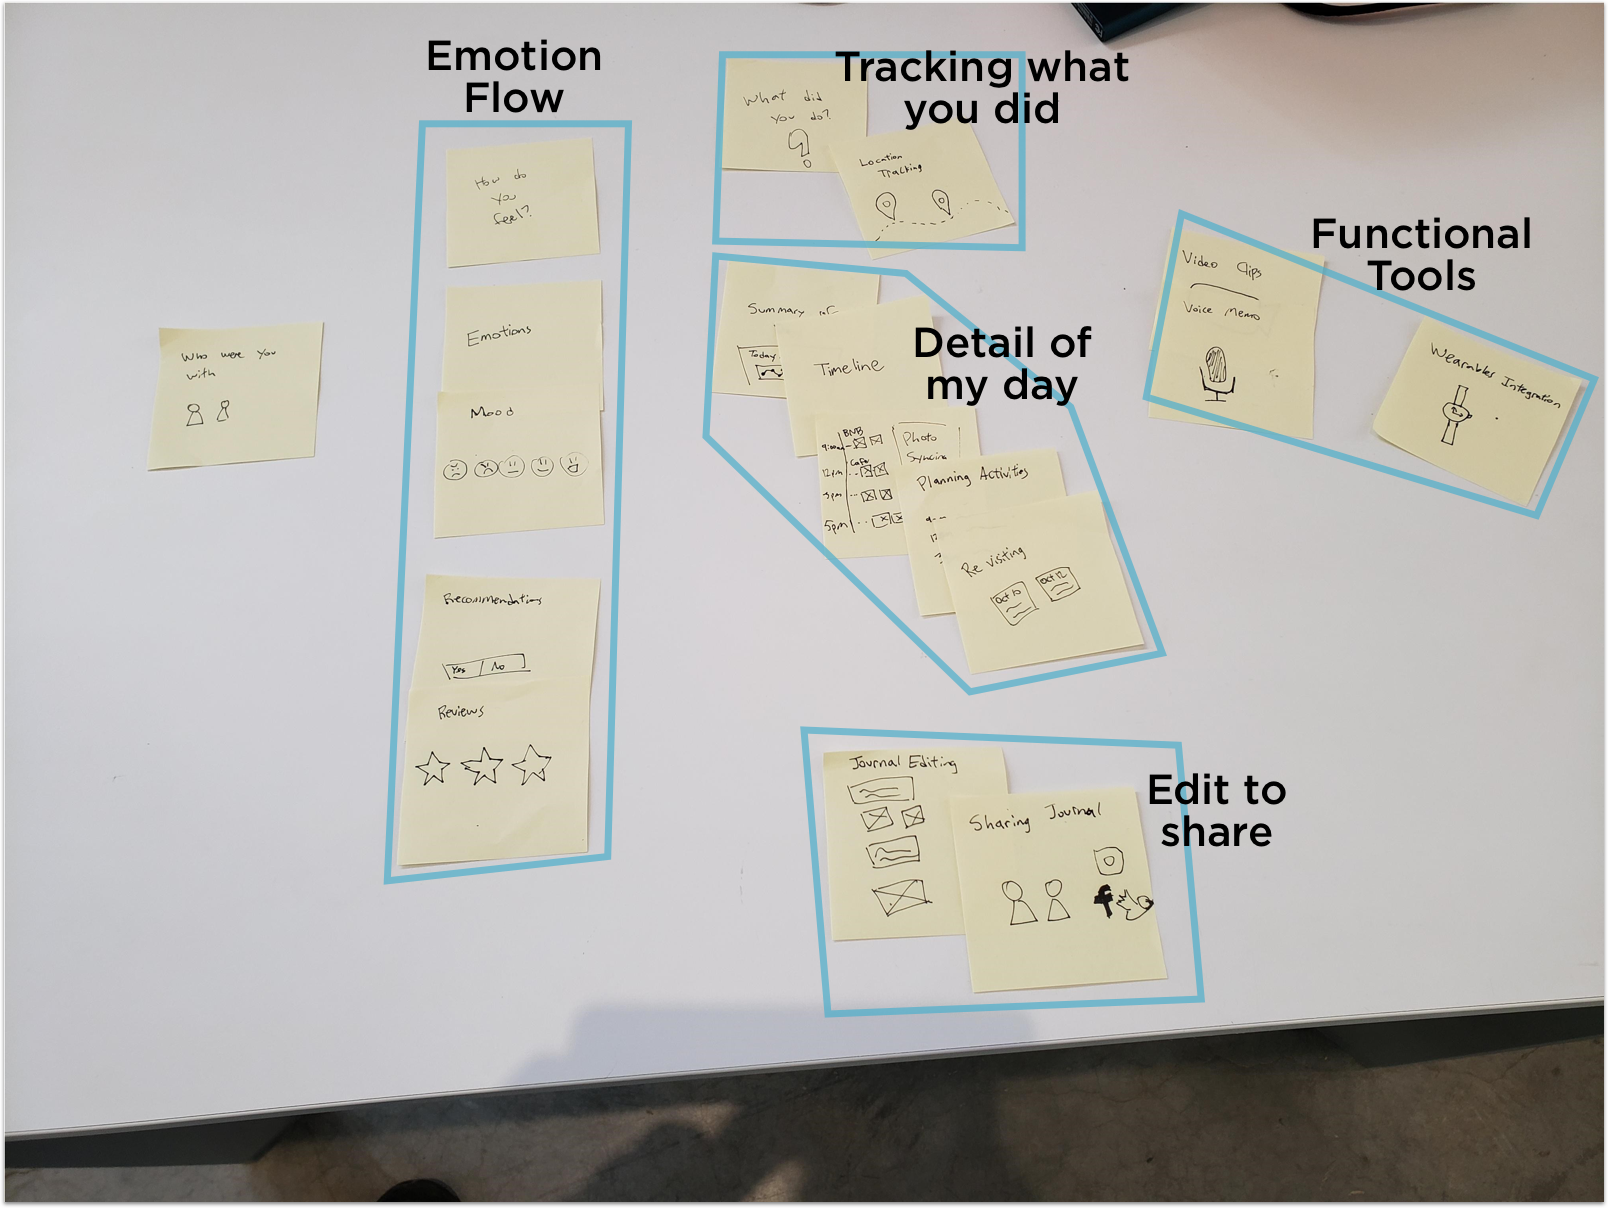 Emotion
Flow
How do
you
feel?
Emotions
Mood
Recommendations
Yes No
Reviews
Who were you
with
Tracking what
you did
What did
you do?
Location
Tracking
Detail of
my day
Summary of
Today
Timeline
BNB
9:00am
Cafe
12pm
3pm
5pm
Photo
Syncing
Planning Activities
9--
12
3
Re visiting
Oct 10
Oct 12
Functional
Tools
Video Clips
Voice Memo
Wearables Integration
Edit to
share
Journal Editing
Sharing Journal
f